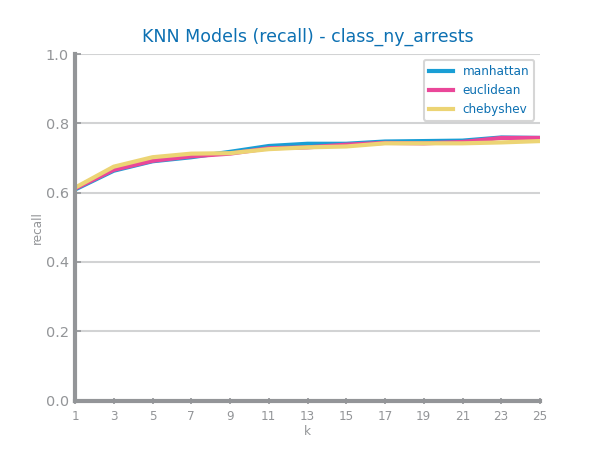 KNN Models (recall) - class_ny_arrests
manhattan
euclidean
chebyshev
recall
1.0
0.8
0.6
0.4
0.2
0.0
1 3 5 7 9 11 13 15 17 19 21 23 25
k